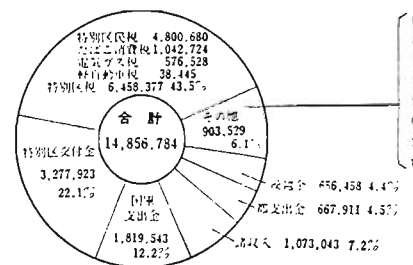 特別区民税 4,800,680
たばこ消費税 1,042,724
電気ガス税 576,528
軽自動車税 38,445
特別区税 6,458,377 43.5%
合計
14,856,784
その他
903,529
6.1%
特別区交付金
3,277,923
22.1%
国庫
支出金
1,819,543
12.2%
金 656,458 4.4%
都支出金 667,911 4.5%
諸収入 1,073,043 7.2%